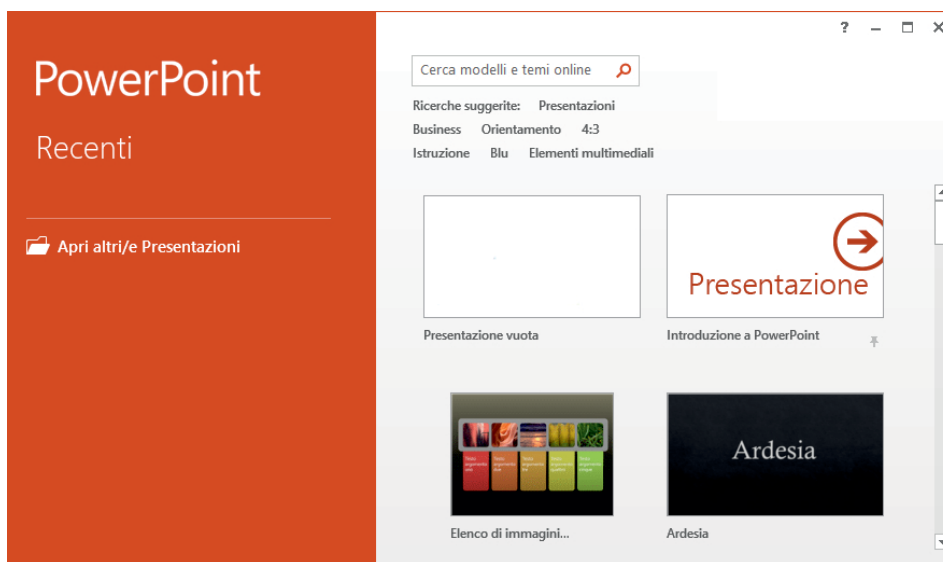 PowerPoint
Recenti
Apri altri/e Presentazioni
?
Cerca modelli e temi online
Ricerche suggerite: Presentazioni
Business Orientamento 4:3
Istruzione Blu Elementi multimediali
Presentazione
Presentazione vuota
Introduzione a PowerPoint
Ardesia
Elenco di immagini...
Ardesia